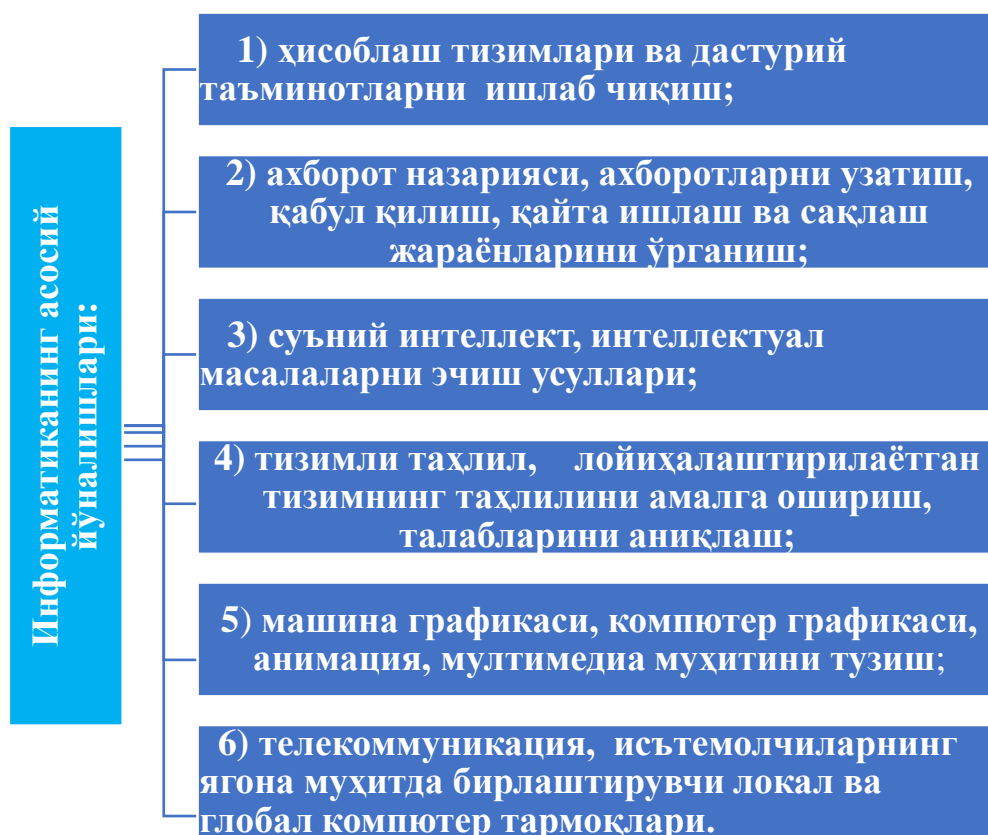 Информатиканинг асосий
йўналишлари:
1) ҳисоблаш тизимлари ва дастурий
таъминотларни ишлаб чиқиш;
2) ахборот назарияси, ахборотларни узатиш,
қабул қилиш, қайта ишлаш ва сақлаш
жараёнларини ўрганиш;
3) суъний интеллект, интеллектуал
масалаларни эчиш усуллари;
4) тизимли таҳлил, лойиҳалаштирилаётган
тизимнинг таҳлилини амалга ошириш,
талабларини аниқлаш;
5) машина графикаси, компютер графикаси,
анимация, мултимедиа муҳитини тузиш;
6) телекоммуникация, исътемолчиларнинг
ягона муҳитда бирлаштирувчи локал ва
глобал компютер тармоқлари.